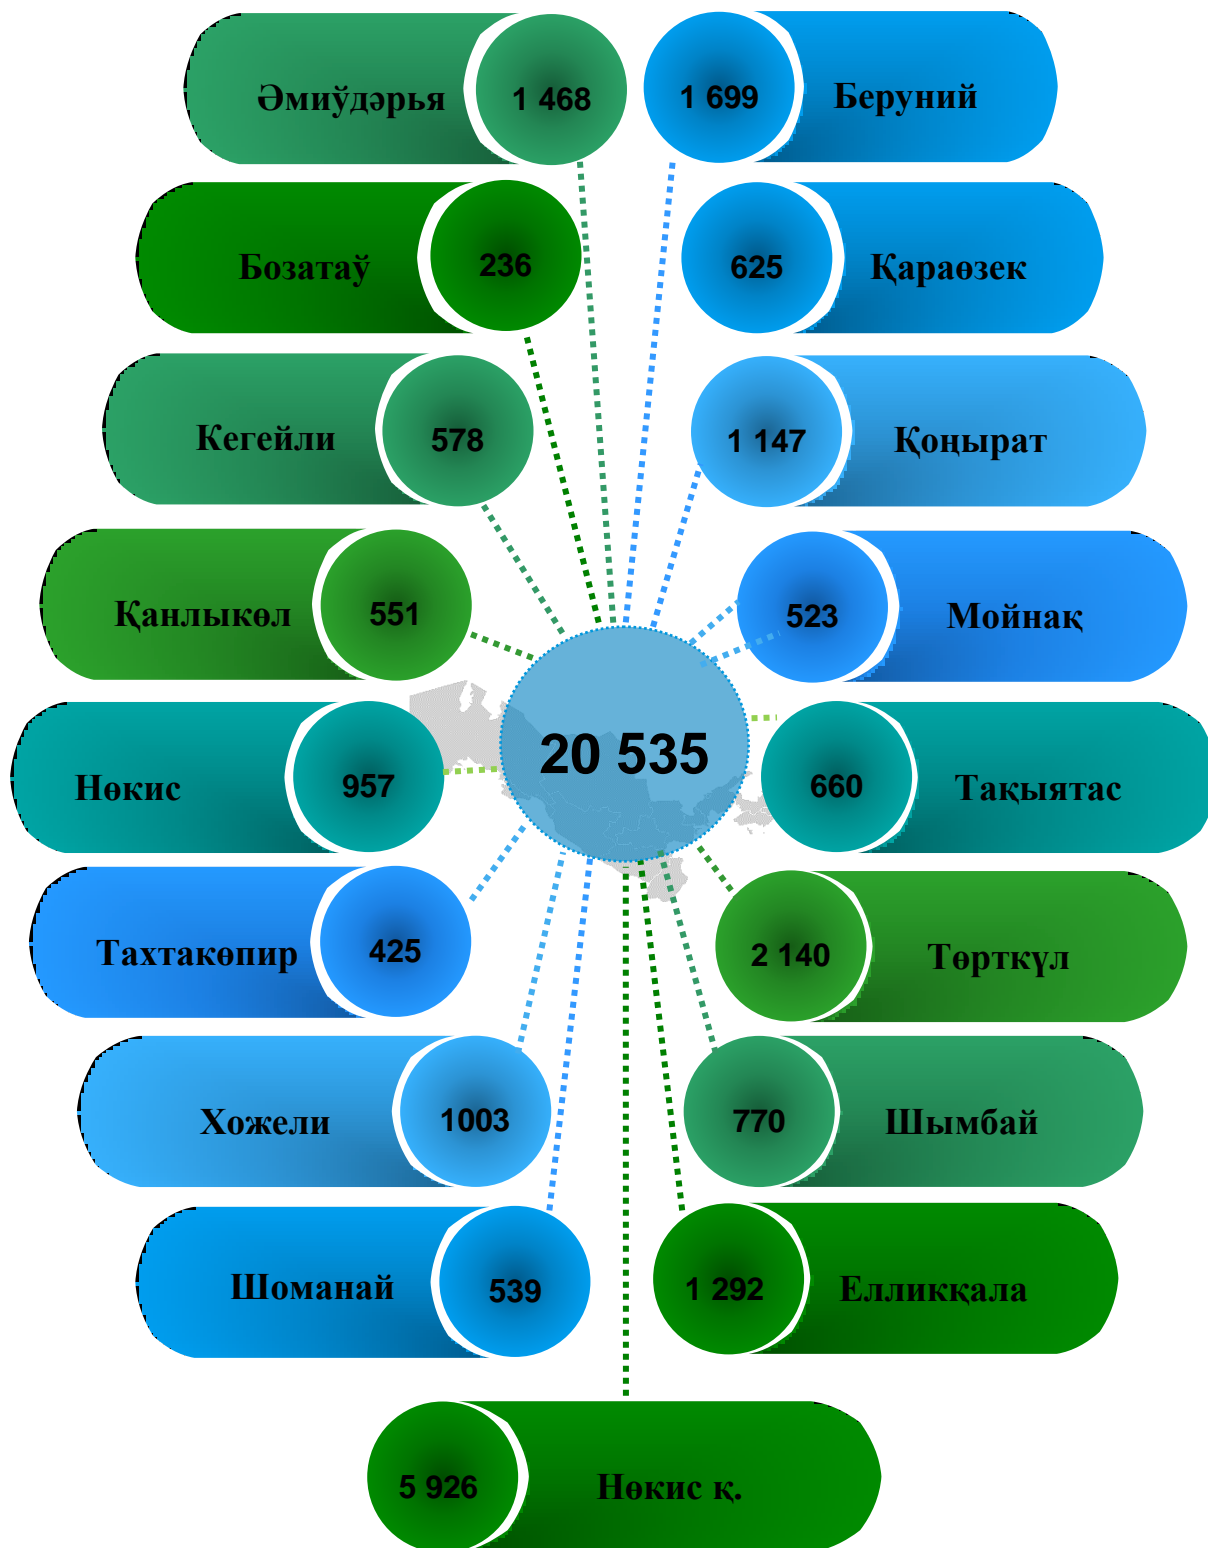 Әмиўдәрья
1 468
1 699
Беруний
Бозатаў
236
625
Қараөзек
Кегейли
578
1 147
Қоңырат
Қанлыкөл
551
523
Мойнақ
20 535
Нөкис
957
660
Тақыятас
Тахтакөпир
425
2 140
Төрткүл
Хожели
1003
770
Шымбай
Шоманай
539
1 292
Елликқала
5 926
Нөкис қ.